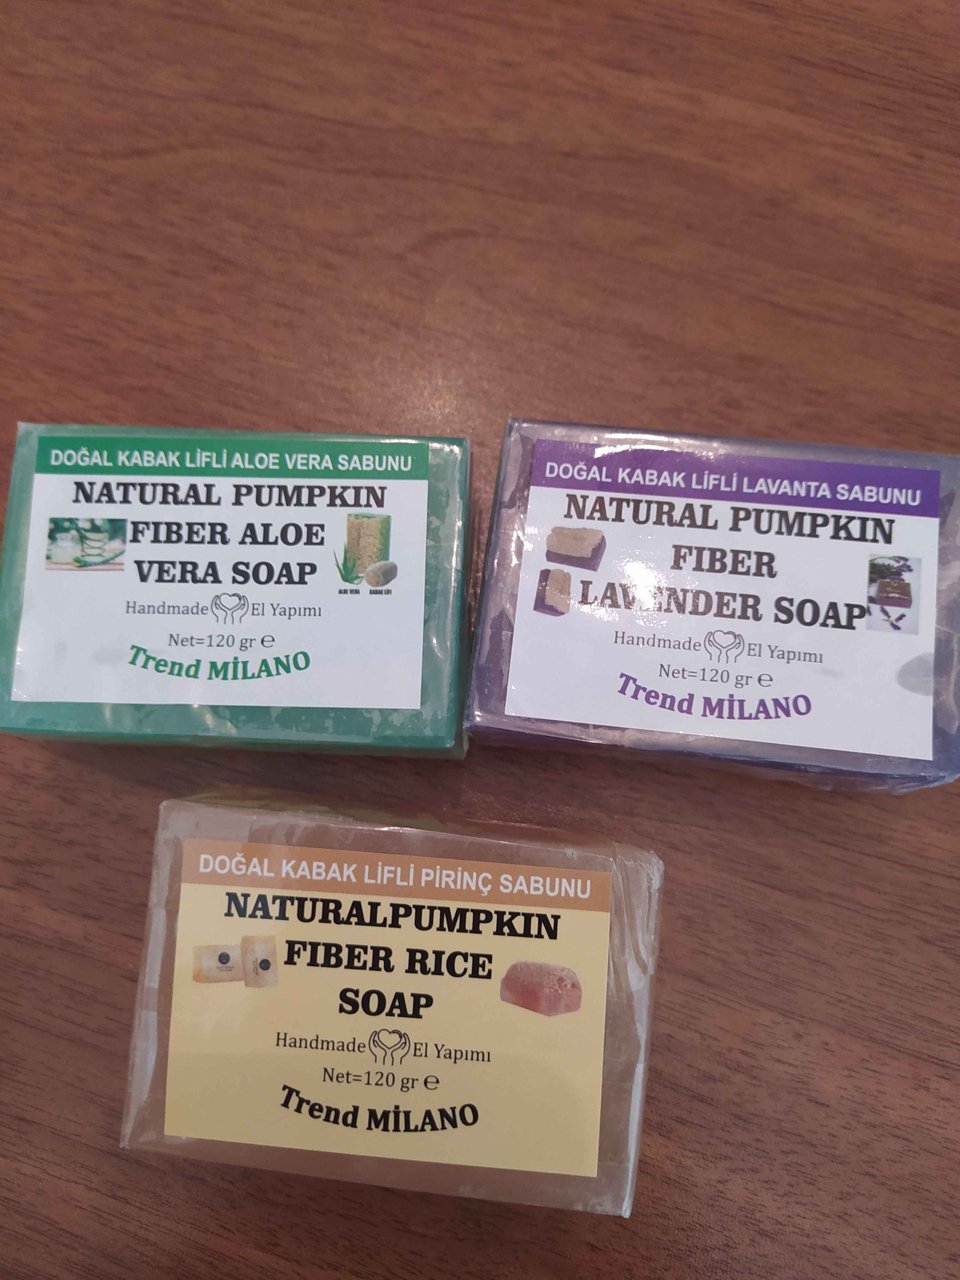 DOĞAL KABAK LİFLİ ALOE VERA SABUNU
NATURAL PUMPKIN
FIBER ALOE
VERA SOAP
ALOE VERA
KABAK LİFİ
Handmade El Yapımı
Net=120 gr ℮
Trend MİLANO
DOĞAL KABAK LİFLİ LAVANTA SABUNU
NATURAL PUMPKIN
FIBER
LAVENDER SOAP
Handmade El Yapımı
Net=120 gr ℮
Trend MİLANO
DOĞAL KABAK LİFLİ PİRİNÇ SABUNU
NATURALPUMPKIN
FIBER RICE
SOAP
Handmade El Yapımı
Net=120 gr ℮
Trend MİLANO